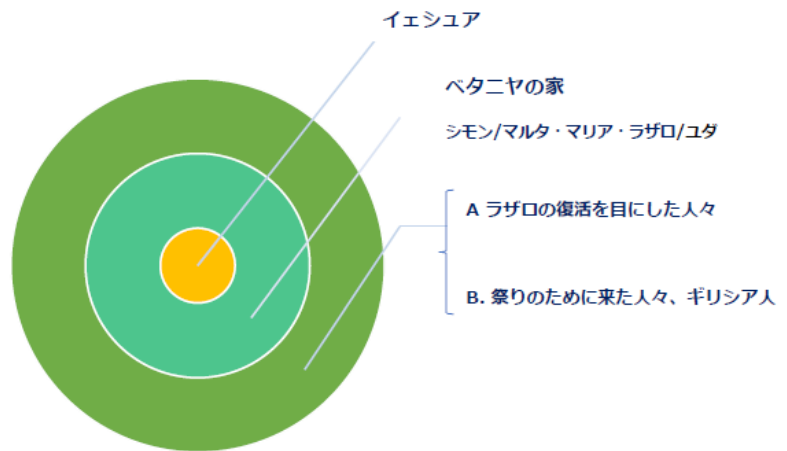 イェシュア
ベタニヤの家
シモン/マルタ・マリア・ラザロ/ユダ
A ラザロの復活を目にした人々
B. 祭りのために来た人々、ギリシア人